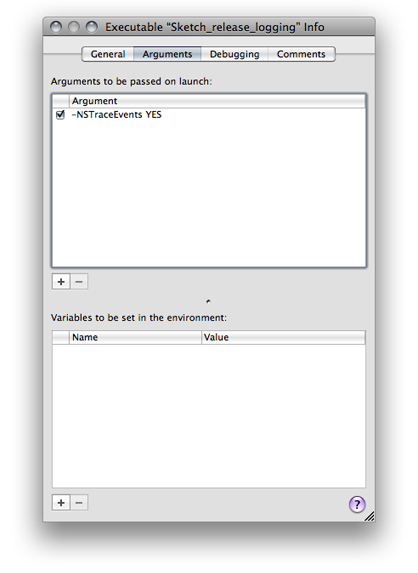 Executable “Sketch_release_logging” Info
General Arguments Debugging Comments
Arguments to be passed on launch:
Argument
-NSTraceEvents YES
+ −
Variables to be set in the environment:
Name Value
+ −
?